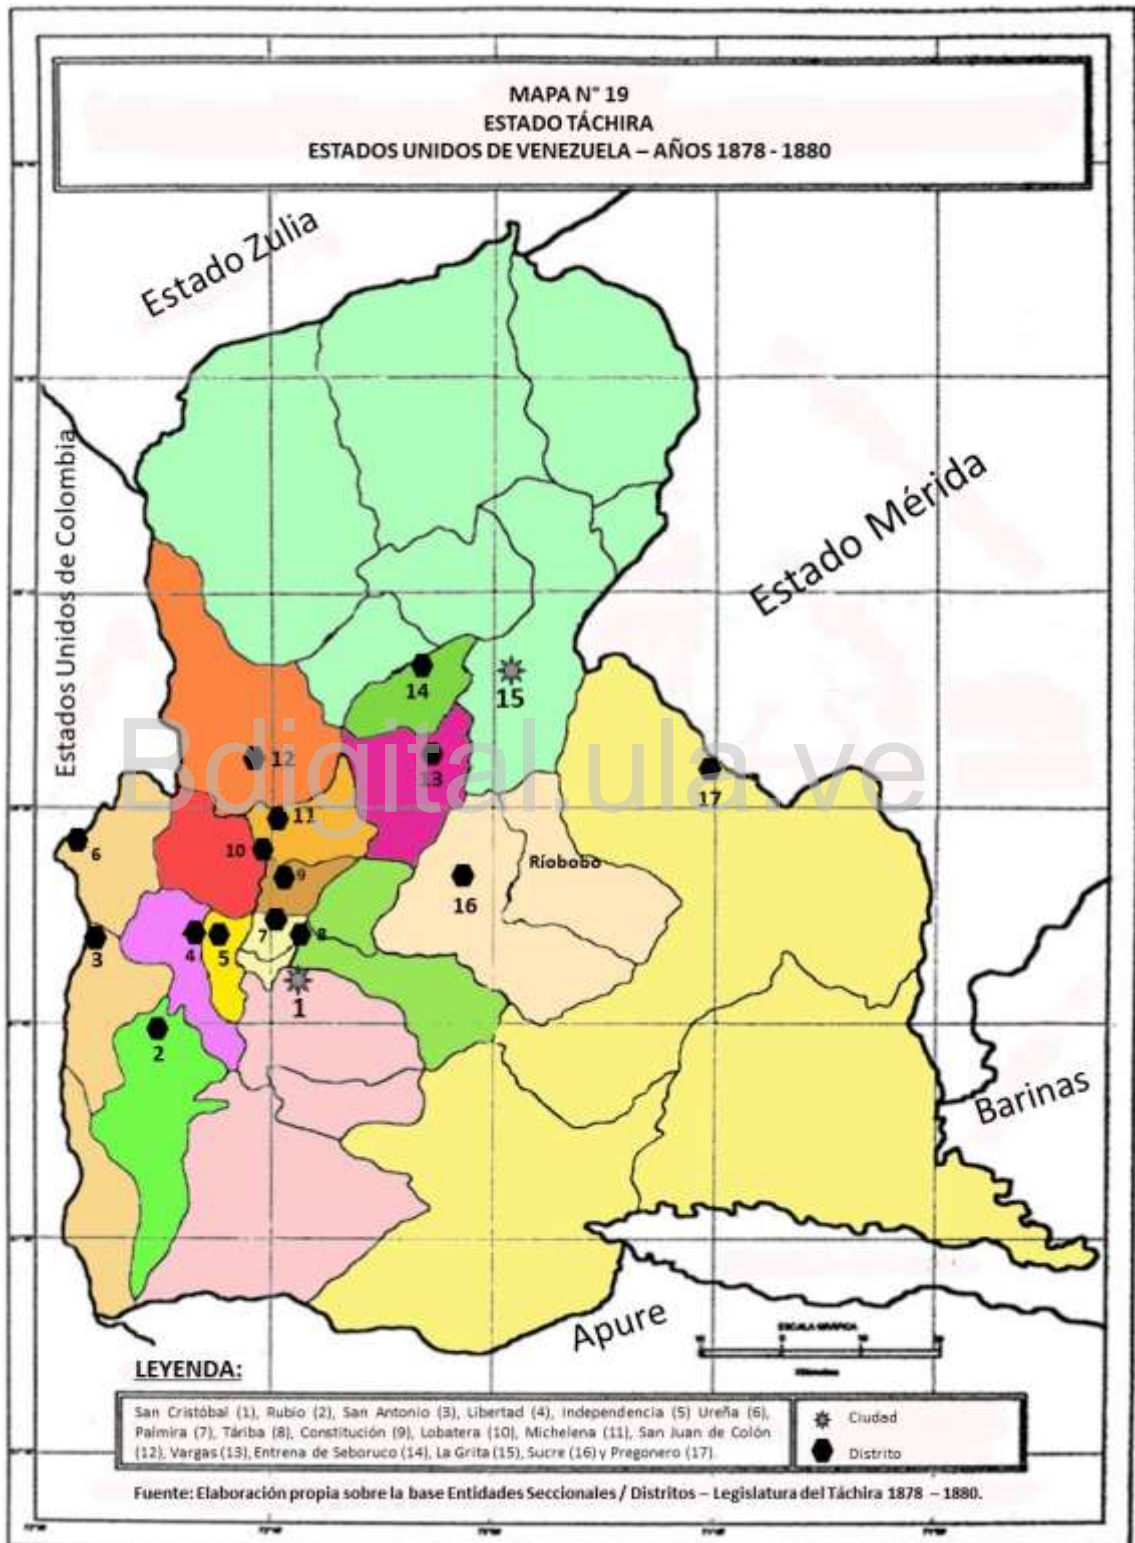 MAPA N° 19
ESTADO TÁCHIRA
ESTADOS UNIDOS DE VENEZUELA – AÑOS 1878 - 1880
Estado Zulia
Estados Unidos de Colombia
Estado Mérida
14
15
Bdigital.ula.ve
12
13
17
11
10
6
9
Ríobobo
16
7
8
3
4
5
1
2
Barinas
Apure
ESCALA GRÁFICA
LEYENDA:
San Cristóbal (1), Rubio (2), San Antonio (3), Libertad (4), Independencia (5) Ureña (6),
Palmira (7), Táriba (8), Constitución (9), Lobatera (10), Michelena (11), San Juan de Colón
(12), Vargas (13), Entrena de Seboruco (14), La Grita (15), Sucre (16) y Pregonero (17).
Ciudad
Distrito
Fuente: Elaboración propia sobre la base Entidades Seccionales / Distritos – Legislatura del Táchira 1878 – 1880.